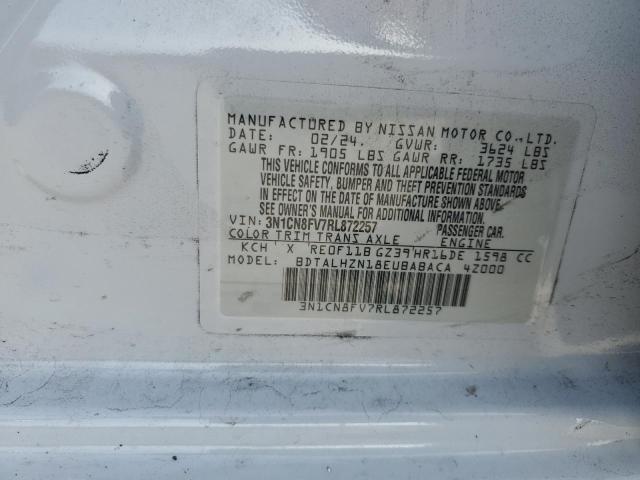 MANUFACTURED BY NISSAN MOTOR CO., LTD.
DATE: 02/24. GVWR: 3624 LBS
GAWR FR: 1905 LBS GAWR RR: 1735 LBS
THIS VEHICLE CONFORMS TO ALL APPLICABLE FEDERAL MOTOR
VEHICLE SAFETY, BUMPER AND THEFT PREVENTION STANDARDS
IN EFFECT ON THE DATE OF MANUFACTURE SHOWN ABOVE.
SEE OWNER'S MANUAL FOR ADDITIONAL INFORMATION.
VIN: 3N1CN8FV7RL872257 PASSENGER CAR.
COLOR TRIM TRANS AXLE ENGINE
KCH X RE0F11B GZ39 HR16DE 1598 CC
MODEL: BDTALHZN18EUBABACA 42000
3N1CN8FV7RL872257